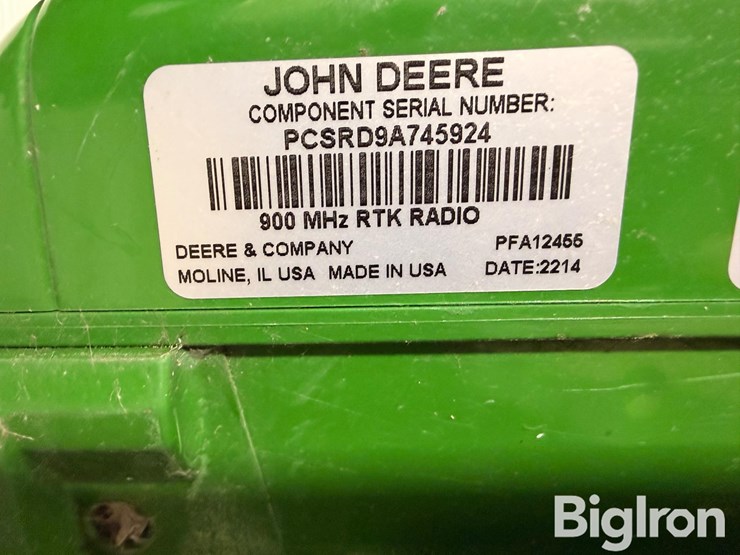 JOHN DEERE
COMPONENT SERIAL NUMBER:
PCSRD9A745924
900 MHz RTK RADIO
DEERE & COMPANY PFA12455
MOLINE, IL USA MADE IN USA DATE:2214
BigIron